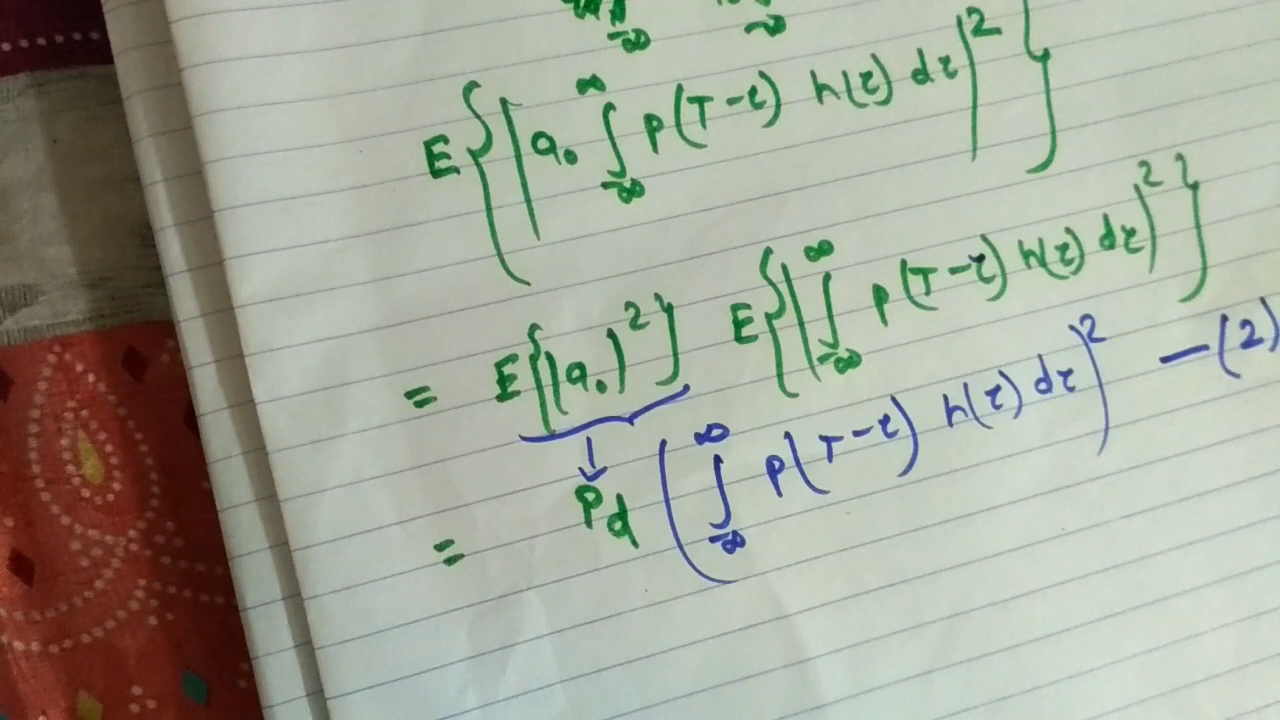 -∞ -∞
E{|a₀ ∫_{-∞}^{∞} p(T-τ) h(τ) dτ|²}
= E{|a₀|²} E{|∫_{-∞}^{∞} p(T-τ) h(τ) dτ|²}
↓
= P_d (∫_{-∞}^{∞} p(T-τ) h(τ) dτ)² —(2)